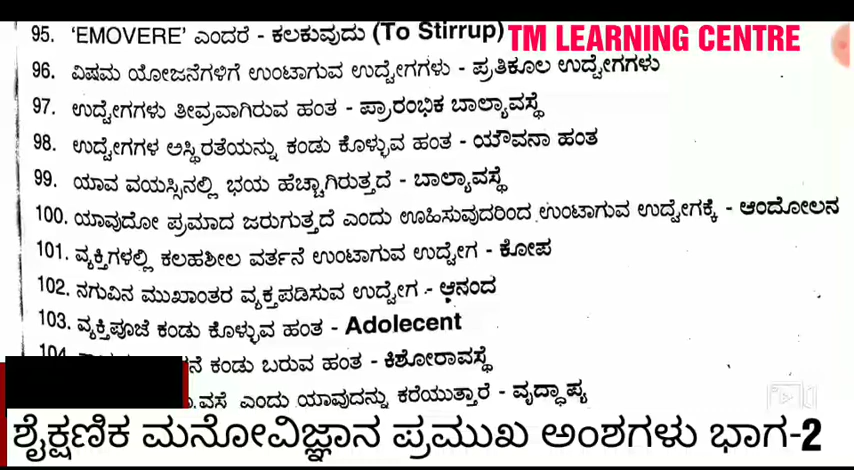 95. 'EMOVERE' ಎಂದರೆ - ಕಲಕುವುದು (To Stirrup) TM LEARNING CENTRE
96. ವಿಷಮ ಯೋಜನೆಗಳಿಗೆ ಉಂಟಾಗುವ ಉದ್ವೇಗಗಳು - ಪ್ರತಿಕೂಲ ಉದ್ವೇಗಗಳು
97. ಉದ್ವೇಗಗಳು ತೀವ್ರವಾಗಿರುವ ಹಂತ - ಪ್ರಾರಂಭಿಕ ಬಾಲ್ಯಾವಸ್ಥೆ
98. ಉದ್ವೇಗಗಳ ಅಸ್ಥಿರತೆಯನ್ನು ಕಂಡು ಕೊಳ್ಳುವ ಹಂತ - ಯೌವನಾ ಹಂತ
99. ಯಾವ ವಯಸ್ಸಿನಲ್ಲಿ ಭಯ ಹೆಚ್ಚಾಗಿರುತ್ತದೆ - ಬಾಲ್ಯಾವಸ್ಥೆ
100. ಯಾವುದೋ ಪ್ರಮಾದ ಜರುಗುತ್ತದೆ ಎಂದು ಊಹಿಸುವುದರಿಂದ ಉಂಟಾಗುವ ಉದ್ವೇಗಕ್ಕೆ - ಆಂದೋಲನ
101. ವ್ಯಕ್ತಿಗಳಲ್ಲಿ ಕಲಹಶೀಲ ವರ್ತನೆ ಉಂಟಾಗುವ ಉದ್ವೇಗ - ಕೋಪ
102. ನಗುವಿನ ಮುಖಾಂತರ ವ್ಯಕ್ತಪಡಿಸುವ ಉದ್ವೇಗ - ಆನಂದ
103. ವ್ಯಕ್ತಿಪೂಜೆ ಕಂಡು ಕೊಳ್ಳುವ ಹಂತ - Adolecent
104. ಕಂಡು ಬರುವ ಹಂತ - ಕಿಶೋರಾವಸ್ಥೆ
ಎಂದು ಯಾವುದನ್ನು ಕರೆಯುತ್ತಾರೆ - ವೃದ್ಧಾಪ್ಯ
ಶೈಕ್ಷಣಿಕ ಮನೋವಿಜ್ಞಾನ ಪ್ರಮುಖ ಅಂಶಗಳು ಭಾಗ-2